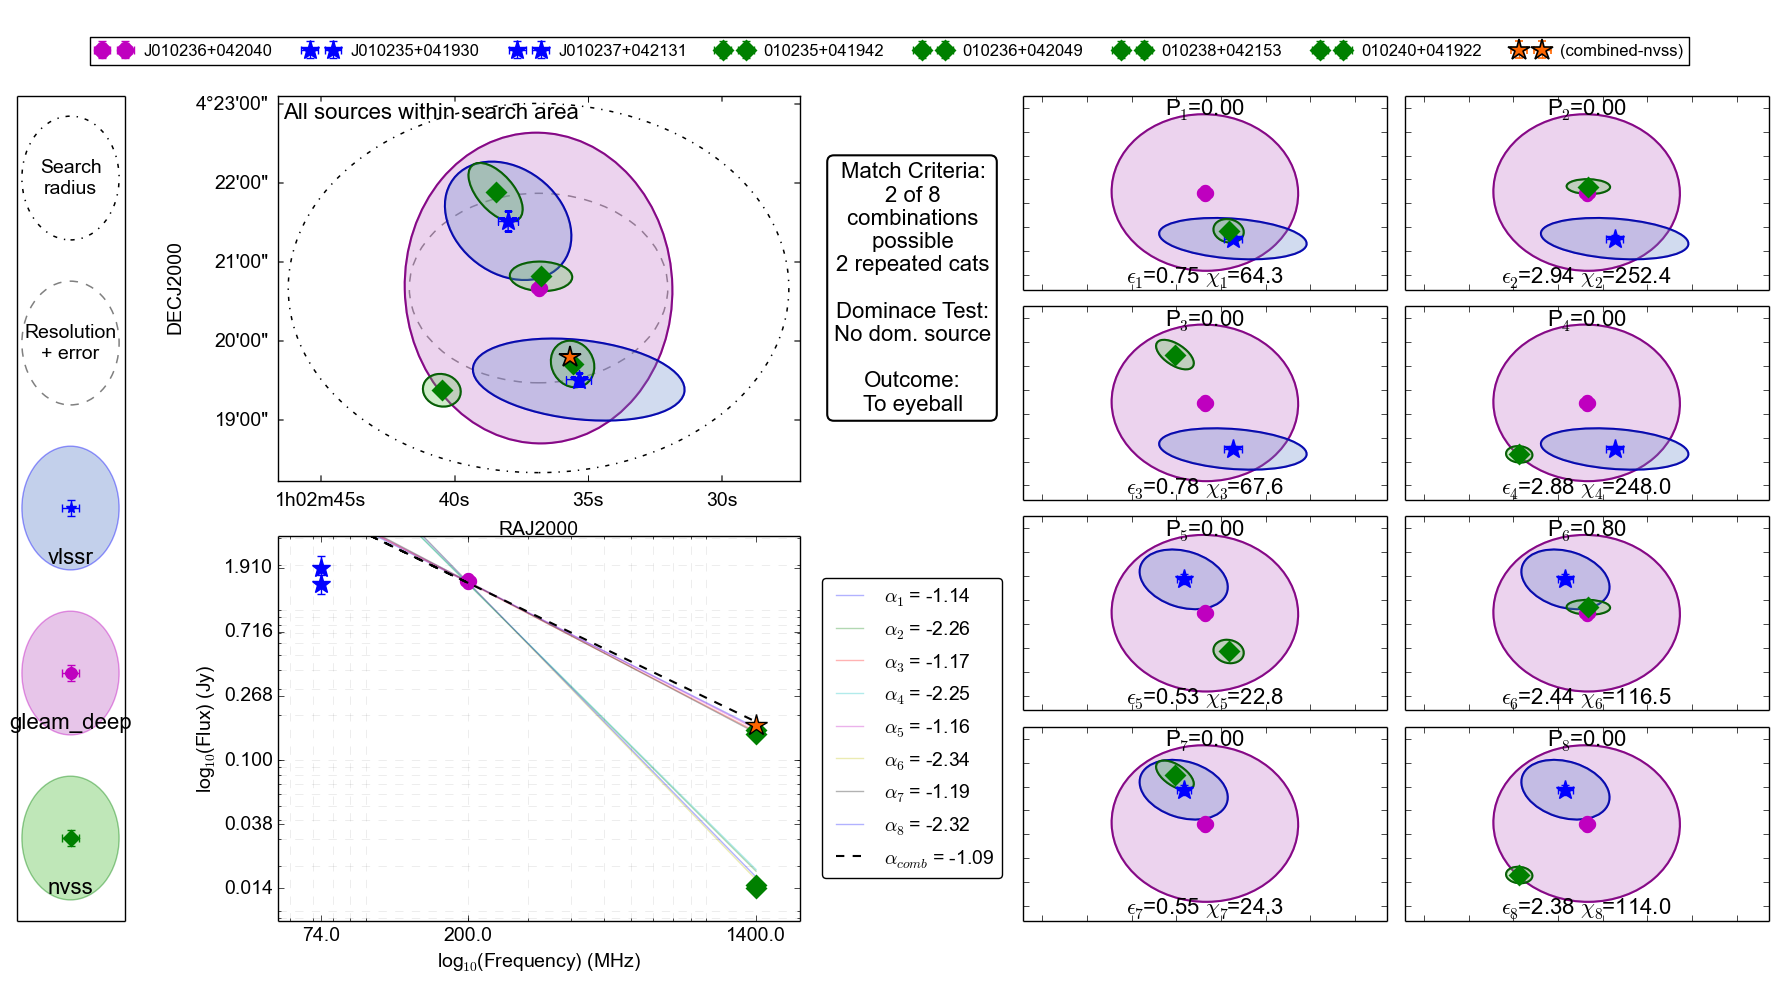 J010236+042040 J010235+041930 J010237+042131 010235+041942 010236+042049 010238+042153 010240+041922 (combined-nvss)
Search
radius
Resolution
+ error
vlssr
gleam_deep
nvss
All sources within search area
DECJ2000
4°23'00"
22'00"
21'00"
20'00"
19'00"
1h02m45s 40s 35s 30s
RAJ2000
Match Criteria:
2 of 8
combinations
possible
2 repeated cats
Dominace Test:
No dom. source
Outcome:
To eyeball
log10(Flux) (Jy)
1.910
0.716
0.268
0.100
0.038
0.014
74.0 200.0 1400.0
log10(Frequency) (MHz)
α1 = -1.14
α2 = -2.26
α3 = -1.17
α4 = -2.25
α5 = -1.16
α6 = -2.34
α7 = -1.19
α8 = -2.32
αcomb = -1.09
P1=0.00
ϵ1=0.75 χ1=64.3
P2=0.00
ϵ2=2.94 χ2=252.4
P3=0.00
ϵ3=0.78 χ3=67.6
P4=0.00
ϵ4=2.88 χ4=248.0
P5=0.00
ϵ5=0.53 χ5=22.8
P6=0.80
ϵ6=2.44 χ6=116.5
P7=0.00
ϵ7=0.55 χ7=24.3
P8=0.00
ϵ8=2.38 χ8=114.0